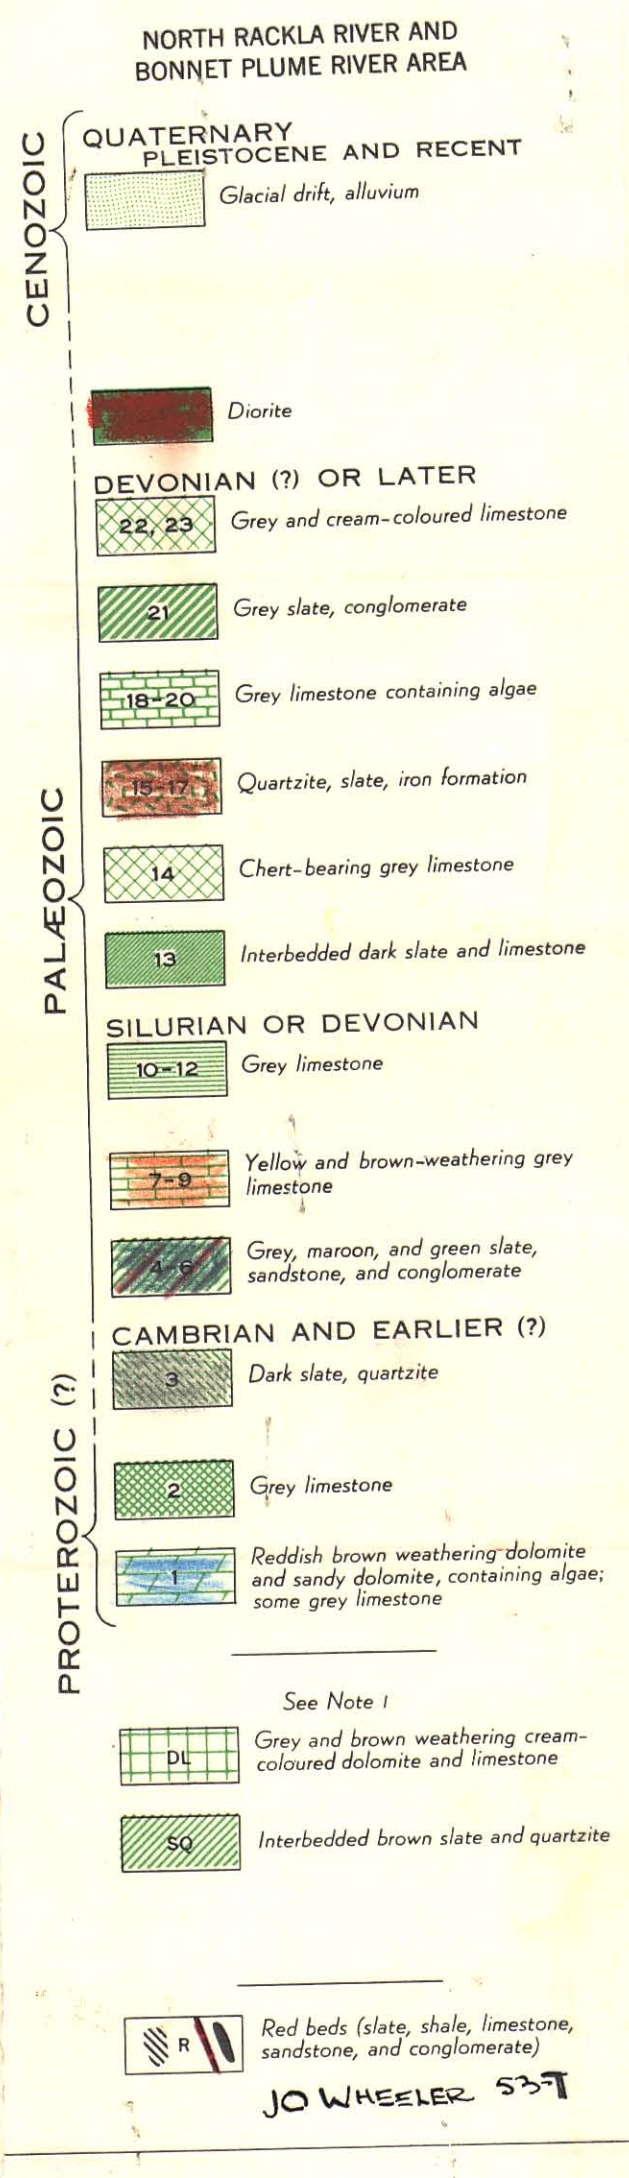 NORTH RACKLA RIVER AND
BONNET PLUME RIVER AREA
CENOZOIC
QUATERNARY
PLEISTOCENE AND RECENT
Glacial drift, alluvium
Diorite
PALÆOZOIC
DEVONIAN (?) OR LATER
22, 23 Grey and cream-coloured limestone
21 Grey slate, conglomerate
18-20 Grey limestone containing algae
15-17 Quartzite, slate, iron formation
14 Chert-bearing grey limestone
13 Interbedded dark slate and limestone
SILURIAN OR DEVONIAN
10-12 Grey limestone
7-9 Yellow and brown-weathering grey
limestone
4-6 Grey, maroon, and green slate,
sandstone, and conglomerate
PROTEROZOIC (?)
CAMBRIAN AND EARLIER (?)
3 Dark slate, quartzite
2 Grey limestone
1 Reddish brown weathering dolomite
and sandy dolomite, containing algae;
some grey limestone
See Note 1
DL Grey and brown weathering cream-
coloured dolomite and limestone
SQ Interbedded brown slate and quartzite
R Red beds (slate, shale, limestone,
sandstone, and conglomerate)
JO WHEELER 53-7